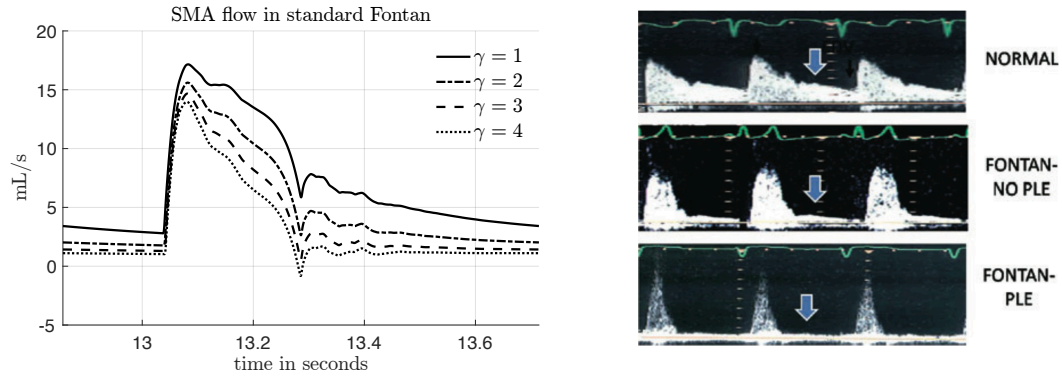 SMA flow in standard Fontan
20
15
10
5
0
-5
mL/s
γ = 1
γ = 2
γ = 3
γ = 4
13
13.2
13.4
13.6
time in seconds
NORMAL
FONTAN-
NO PLE
FONTAN-
PLE